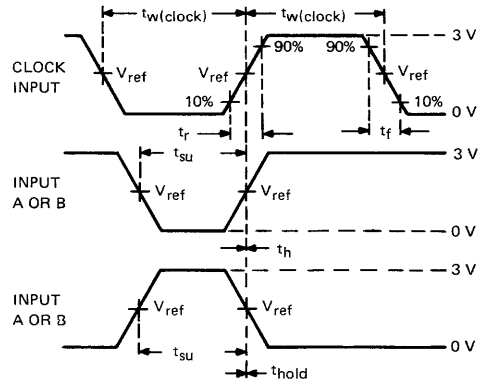 tw(clock) tw(clock)
90% 90% 3 V
CLOCK INPUT Vref Vref Vref
10% 10%
0 V
tr tf
tsu 3 V
INPUT A OR B Vref Vref
0 V
th
3 V
INPUT A OR B Vref Vref
0 V
tsu
thold